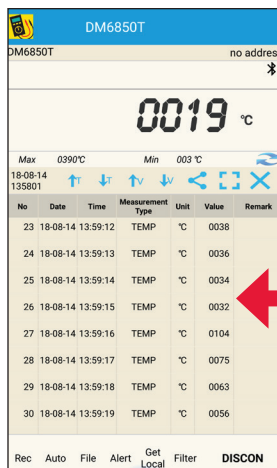 DM6850T
DM6850T no addres
0019 °C
Max 0390°C Min 003 °C
18-08-14
135801 T T V V
No Date Time Measurement Type Unit Value Remark
23 18-08-14 13:59:12 TEMP °C 0038
24 18-08-14 13:59:13 TEMP °C 0036
25 18-08-14 13:59:14 TEMP °C 0034
26 18-08-14 13:59:15 TEMP °C 0032
27 18-08-14 13:59:16 TEMP °C 0104
28 18-08-14 13:59:17 TEMP °C 0075
29 18-08-14 13:59:18 TEMP °C 0063
30 18-08-14 13:59:19 TEMP °C 0056
Rec Auto File Alert Get Local Filter DISCON